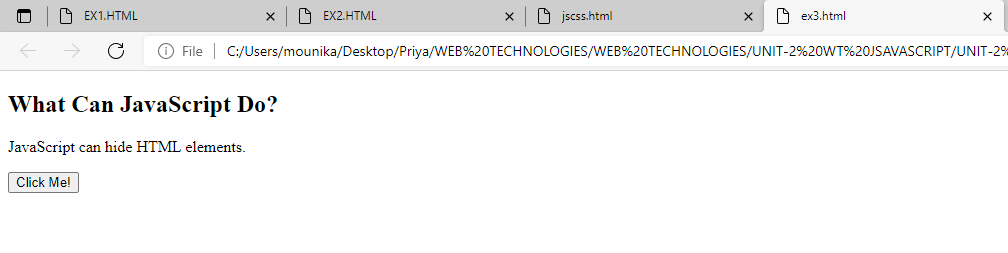 EX1.HTML
EX2.HTML
jscss.html
ex3.html
File
C:/Users/mounika/Desktop/Priya/WEB%20TECHNOLOGIES/WEB%20TECHNOLOGIES/UNIT-2%20WT%20JSAVASCRIPT/UNIT-2%
What Can JavaScript Do?
JavaScript can hide HTML elements.
Click Me!